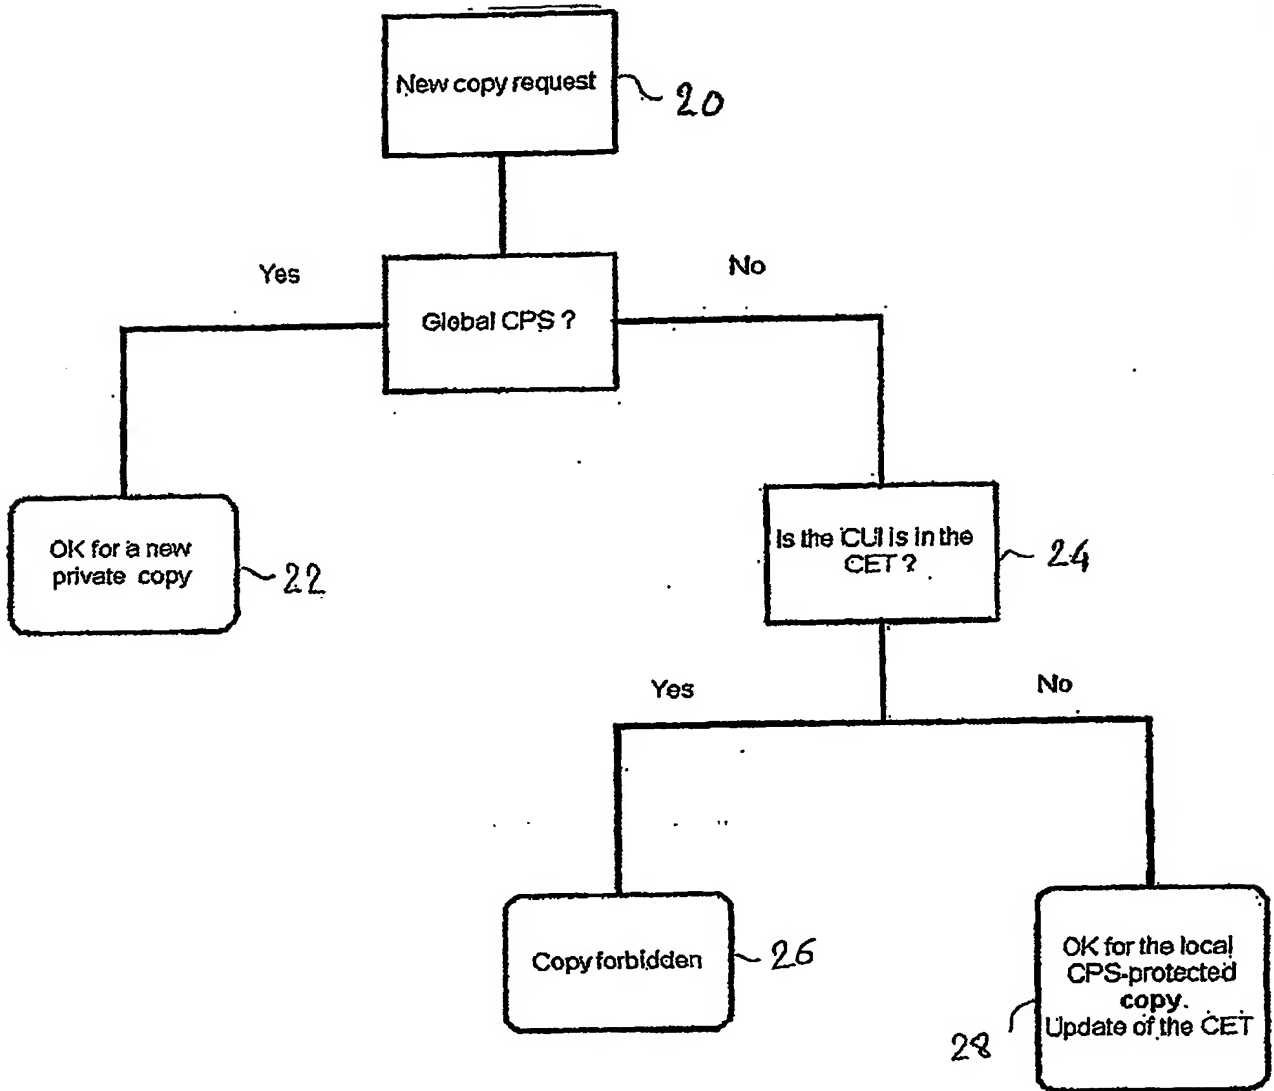 New copy request
20
Yes
No
Global CPS ?
OK for a new
private copy
22
Is the CUI is in the
CET ?
24
Yes
No
Copy forbidden
26
OK for the local
CPS-protected
copy.
Update of the CET
28